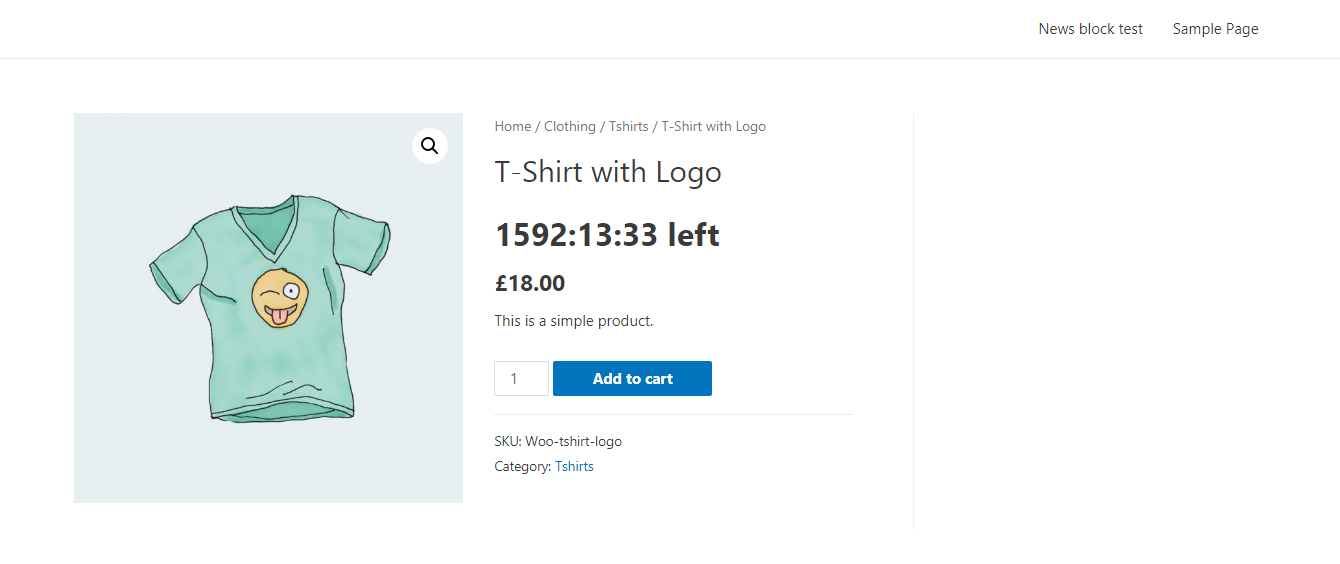 News block test Sample Page
Home / Clothing / Tshirts / T-Shirt with Logo
T-Shirt with Logo
1592:13:33 left
£18.00
This is a simple product.
1 Add to cart
SKU: Woo-tshirt-logo
Category: Tshirts